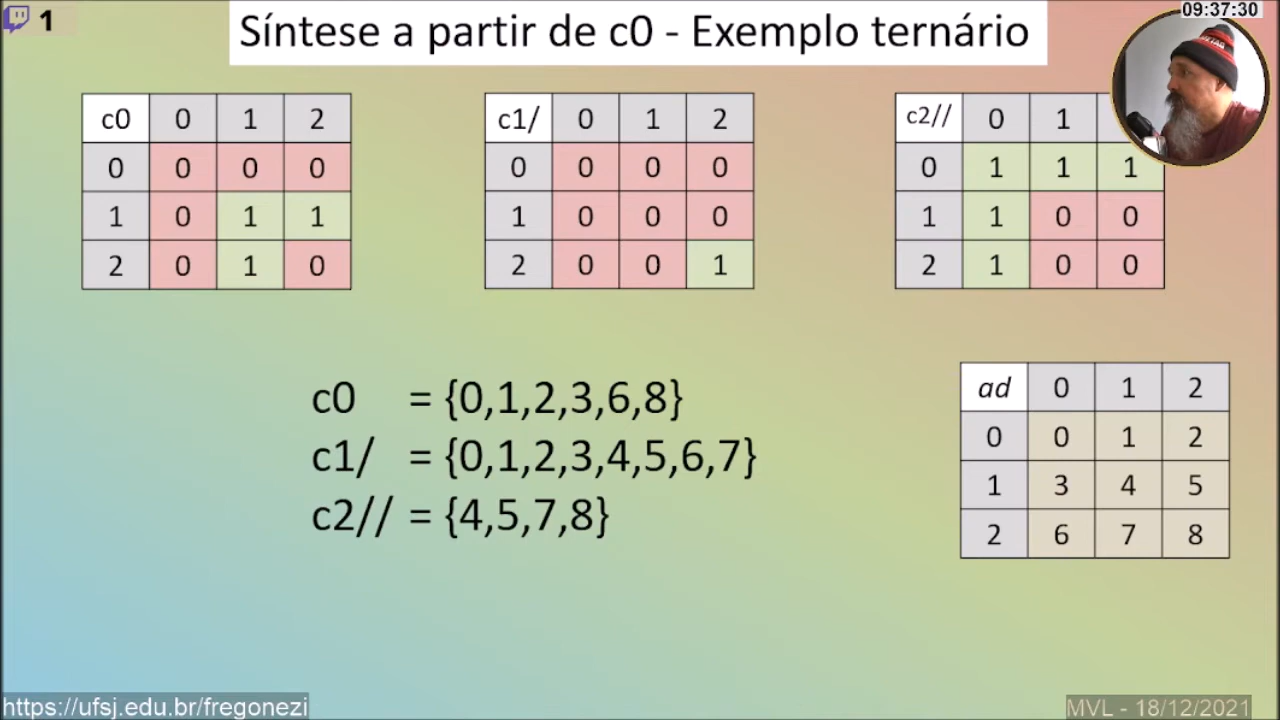 1
09:37:30
Síntese a partir de c0 - Exemplo ternário
c0 0 1 2
0 0 0 0
1 0 1 1
2 0 1 0
c1/ 0 1 2
0 0 0 0
1 0 0 0
2 0 0 1
c2// 0 1
0 1 1 1
1 1 0 0
2 1 0 0
c0 = {0,1,2,3,6,8}
c1/ = {0,1,2,3,4,5,6,7}
c2// = {4,5,7,8}
ad 0 1 2
0 0 1 2
1 3 4 5
2 6 7 8
https://ufsj.edu.br/fregonezi
MVL - 18/12/2021